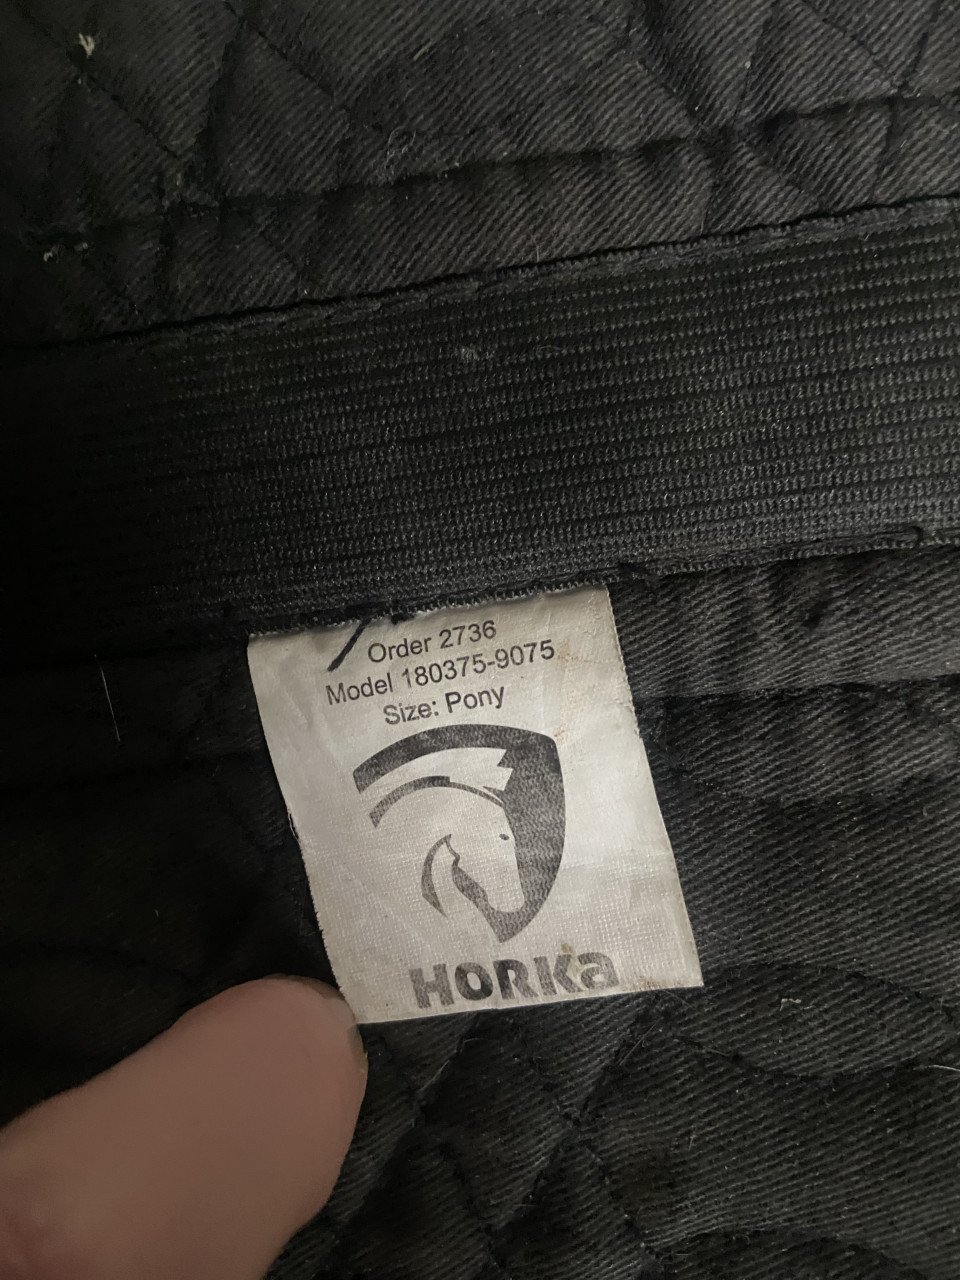 Order 2736
Model 180375-9075
Size: Pony
HORKa